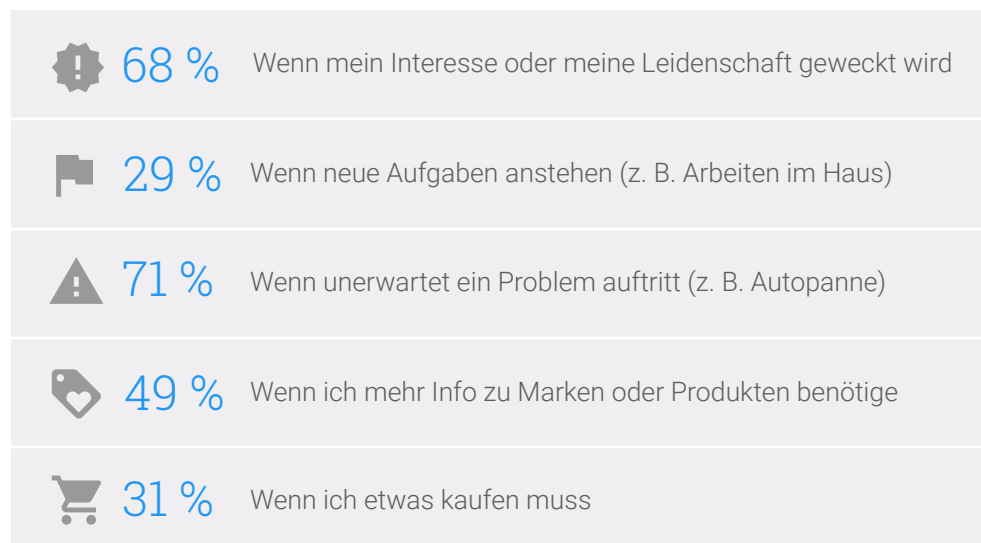 68 % Wenn mein Interesse oder meine Leidenschaft geweckt wird
29 % Wenn neue Aufgaben anstehen (z. B. Arbeiten im Haus)
71 % Wenn unerwartet ein Problem auftritt (z. B. Autopanne)
49 % Wenn ich mehr Info zu Marken oder Produkten benötige
31 % Wenn ich etwas kaufen muss